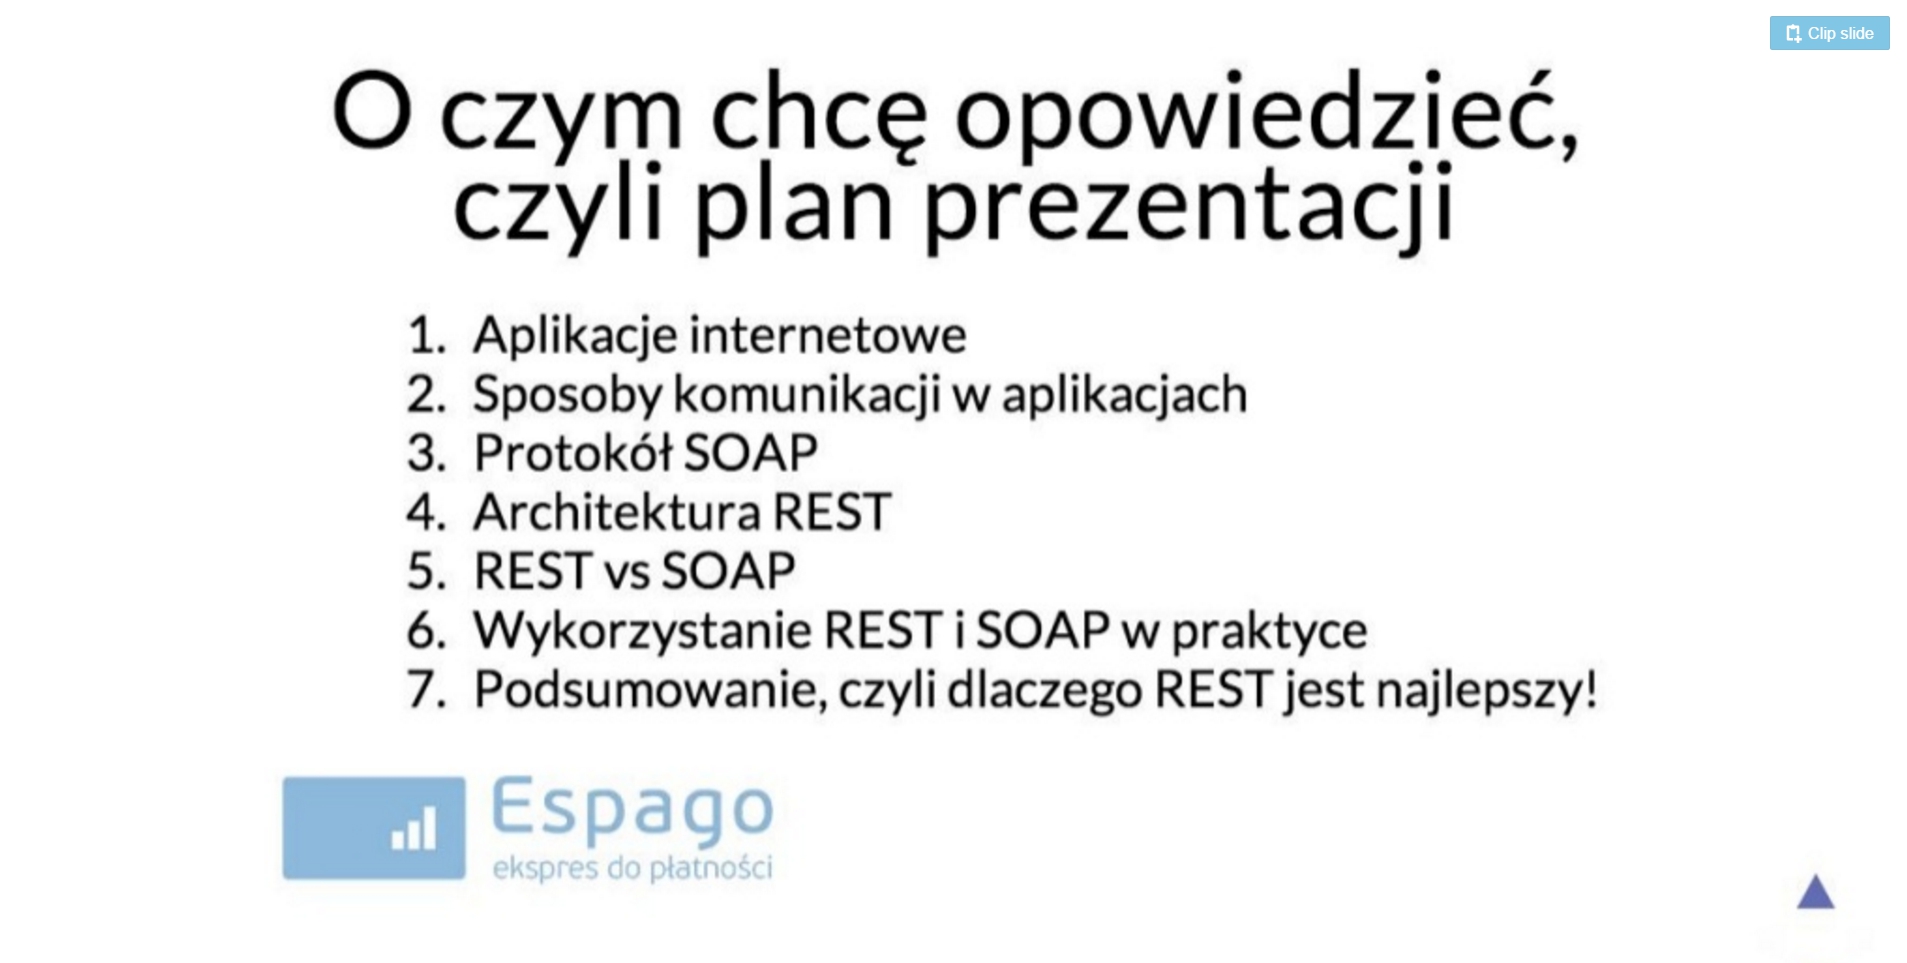 Clip slide
O czym chcę opowiedzieć,
czyli plan prezentacji
1. Aplikacje internetowe
2. Sposoby komunikacji w aplikacjach
3. Protokół SOAP
4. Architektura REST
5. REST vs SOAP
6. Wykorzystanie REST i SOAP w praktyce
7. Podsumowanie, czyli dlaczego REST jest najlepszy!
Espago
ekspres do płatności